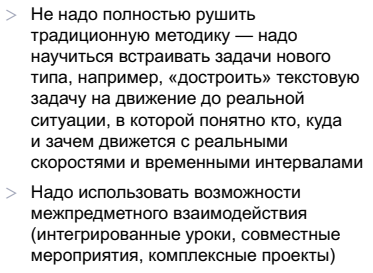 > Не надо полностью рушить
традиционную методику — надо
научиться встраивать задачи нового
типа, например, «достроить» текстовую
задачу на движение до реальной
ситуации, в которой понятно кто, куда
и зачем движется с реальными
скоростями и временными интервалами
> Надо использовать возможности
межпредметного взаимодействия
(интегрированные уроки, совместные
мероприятия, комплексные проекты)